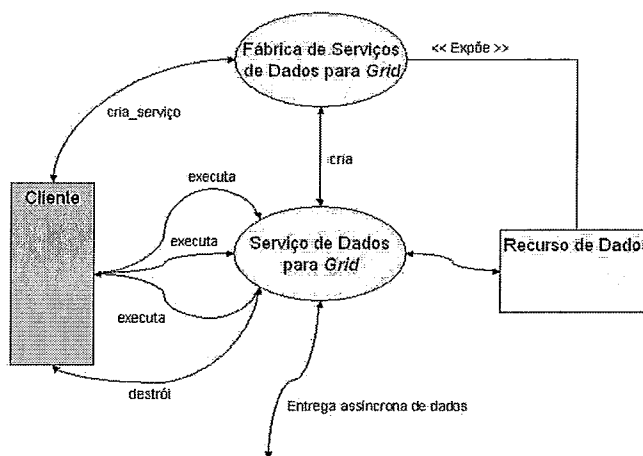 Fábrica de Serviços
de Dados para Grid
<< Expõe >>
cria_serviço
cria
executa
Cliente
executa
Serviço de Dados
para Grid
Recurso de Dados
executa
destrói
Entrega assíncrona de dados